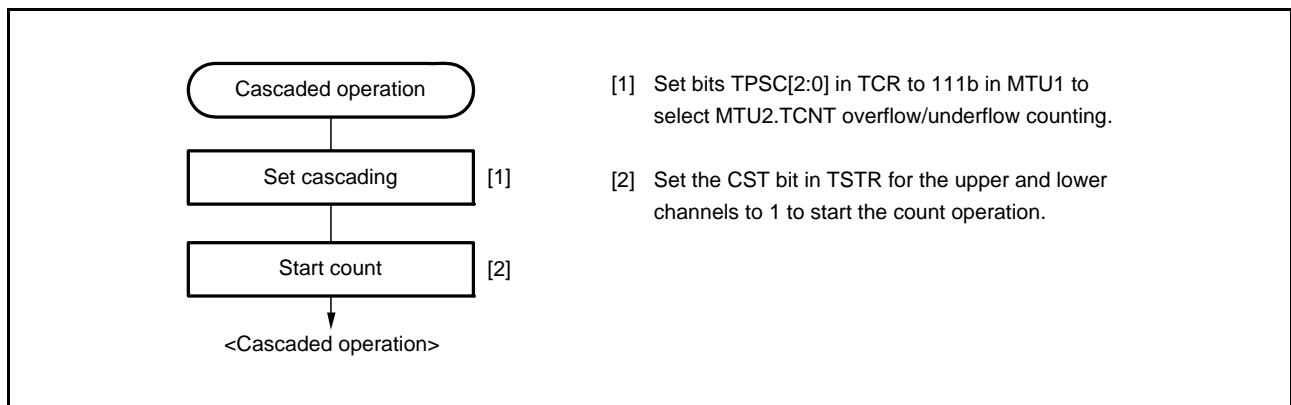 Cascaded operation
Set cascading [1]
Start count [2]
<Cascaded operation>
[1] Set bits TPSC[2:0] in TCR to 111b in MTU1 to
select MTU2.TCNT overflow/underflow counting.
[2] Set the CST bit in TSTR for the upper and lower
channels to 1 to start the count operation.